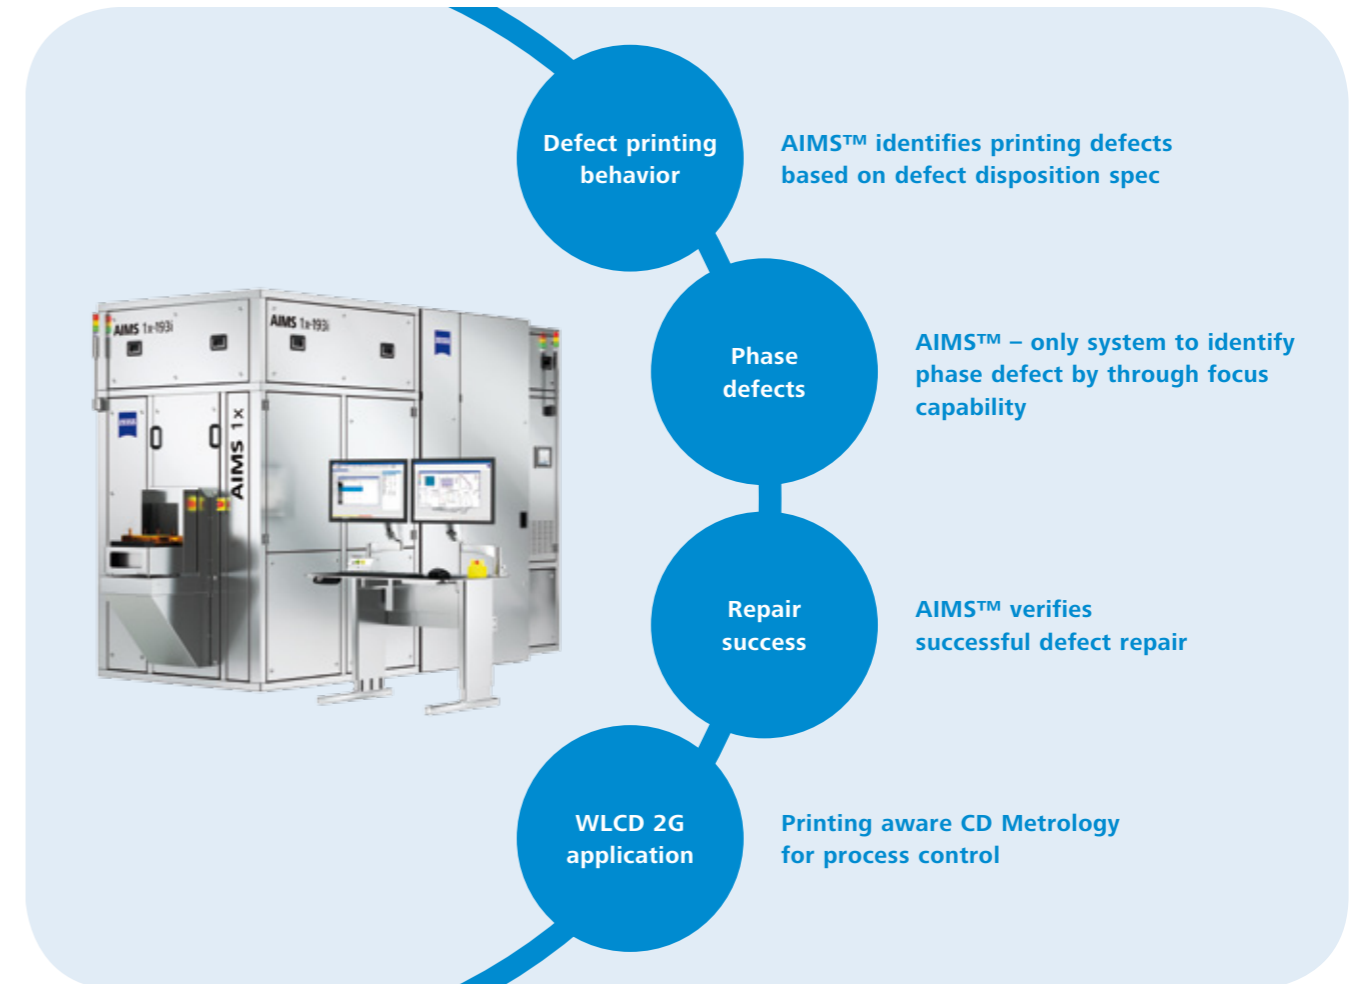 Defect printing
behavior
AIMS™ identifies printing defects
based on defect disposition spec
Phase
defects
AIMS™ – only system to identify
phase defect by through focus
capability
AIMS 1x-193i
AIMS 1x-193i
AIMS 1x
Repair
success
AIMS™ verifies
successful defect repair
WLCD 2G
application
Printing aware CD Metrology
for process control